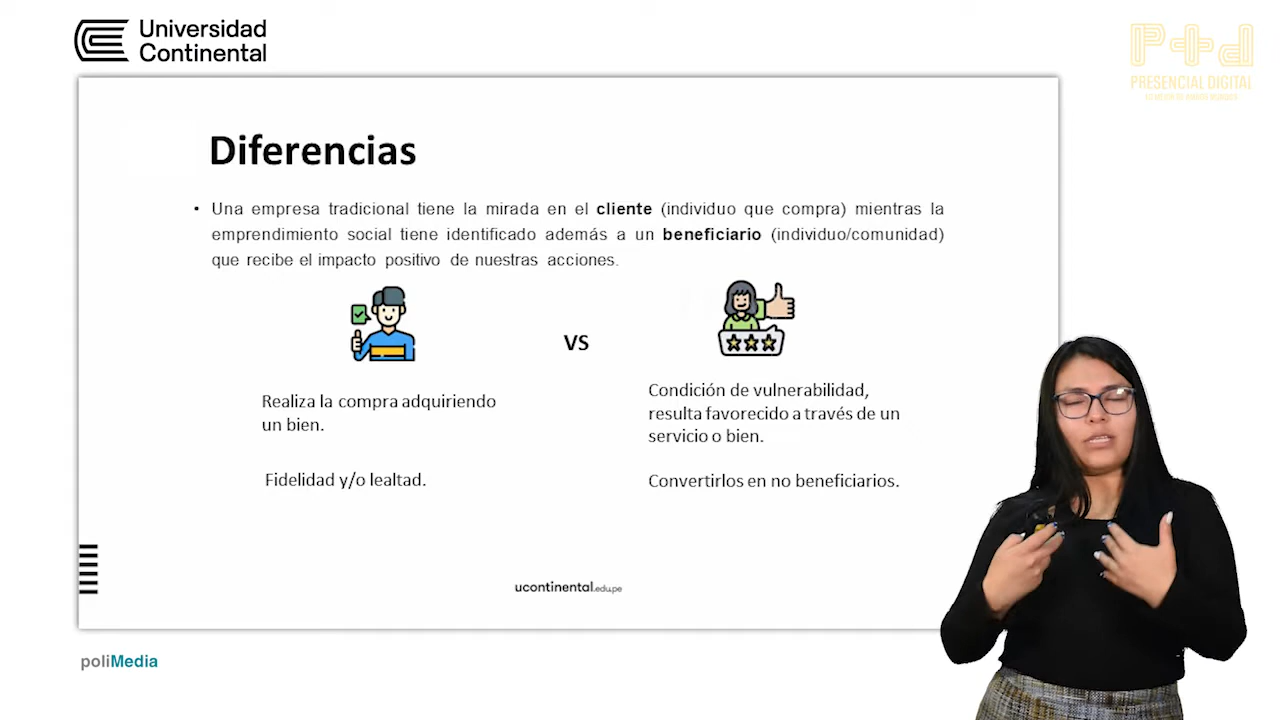 Universidad
Continental
P+d
PRESENCIAL DIGITAL
Diferencias
• Una empresa tradicional tiene la mirada en el cliente (individuo que compra) mientras la
emprendimiento social tiene identificado además a un beneficiario (individuo/comunidad)
que recibe el impacto positivo de nuestras acciones.
VS
Realiza la compra adquiriendo
un bien.
Fidelidad y/o lealtad.
Condición de vulnerabilidad,
resulta favorecido a través de un
servicio o bien.
Convertirlos en no beneficiarios.
ucontinental.edu.pe
poliMedia